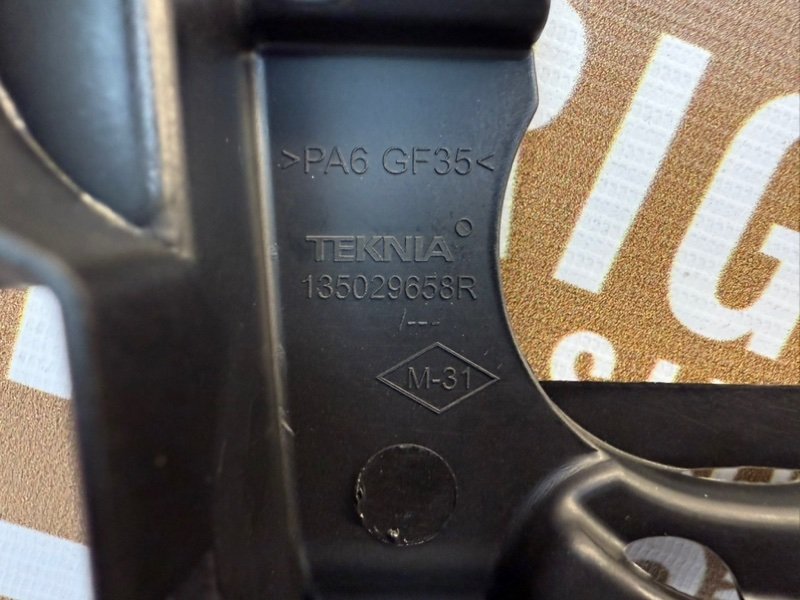 >PA6 GF35<
TEKNIA
135029658R
/---
M-31